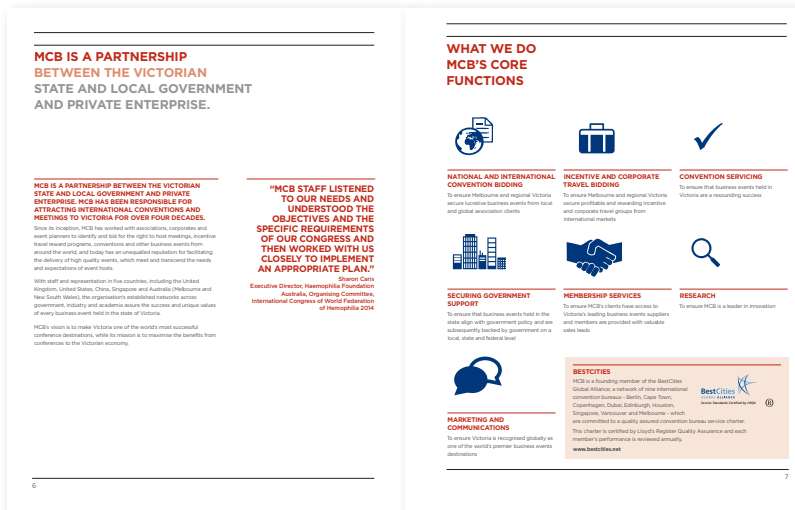 MCB IS A PARTNERSHIP
BETWEEN THE VICTORIAN
STATE AND LOCAL GOVERNMENT
AND PRIVATE ENTERPRISE.
MCB IS A PARTNERSHIP BETWEEN THE VICTORIAN
STATE AND LOCAL GOVERNMENT AND PRIVATE
ENTERPRISE. MCB HAS BEEN RESPONSIBLE FOR
ATTRACTING INTERNATIONAL CONVENTIONS AND
MEETINGS TO VICTORIA FOR OVER FOUR DECADES.
Since its inception, MCB has worked with associations, corporates and
event planners to identify and bid for the right to host meetings, incentive
travel reward programs, conventions and other business events from
around the world, and today has an unequalled reputation for facilitating
the delivery of high quality events, which meet and transcend the needs
and expectations of event hosts.
With staff and representation in five countries, including the United
Kingdom, United States, China, Singapore and Australia (Melbourne and
New South Wales), the organisation's established networks across
government, industry and academia assure the success and unique values
of every business event held in the state of Victoria.
MCB's vision is to make Victoria one of the world's most successful
conference destinations, while its mission is to maximise the benefits from
conferences to the Victorian economy.
"MCB STAFF LISTENED
TO OUR NEEDS AND
UNDERSTOOD THE
OBJECTIVES AND THE
SPECIFIC REQUIREMENTS
OF OUR CONGRESS AND
THEN WORKED WITH US
CLOSELY TO IMPLEMENT
AN APPROPRIATE PLAN."
Sharon Caris
Executive Director, Haemophilia Foundation
Australia, Organising Committee,
International Congress of World Federation
of Hemophilia 2014
6
WHAT WE DO
MCB'S CORE
FUNCTIONS
NATIONAL AND INTERNATIONAL
CONVENTION BIDDING
To ensure Melbourne and regional Victoria
secure lucrative business events from local
and global association clients
INCENTIVE AND CORPORATE
TRAVEL BIDDING
To ensure Melbourne and regional Victoria
secure profitable and rewarding incentive
and corporate travel groups from
international markets
CONVENTION SERVICING
To ensure that business events held in
Victoria are a resounding success
SECURING GOVERNMENT
SUPPORT
To ensure that business events held in the
state align with government policy and are
subsequently backed by government on a
local, state and federal level
MEMBERSHIP SERVICES
To ensure MCB's clients have access to
Victoria's leading business events suppliers
and members are provided with valuable
sales leads
RESEARCH
To ensure MCB is a leader in innovation
MARKETING AND
COMMUNICATIONS
To ensure Victoria is recognised globally as
one of the world's premier business events
destinations
BESTCITIES
MCB is a founding member of the BestCities
Global Alliance; a network of nine international
convention bureaux - Berlin, Cape Town,
Copenhagen, Dubai, Edinburgh, Houston,
Singapore, Vancouver and Melbourne - which
are committed to a quality assured convention bureau service charter.
This charter is certified by Lloyd's Register Quality Assurance and each
member's performance is reviewed annually.
www.bestcities.net
BestCities
GLOBAL ALLIANCE
Service Standards Certified by LRQA
®
7